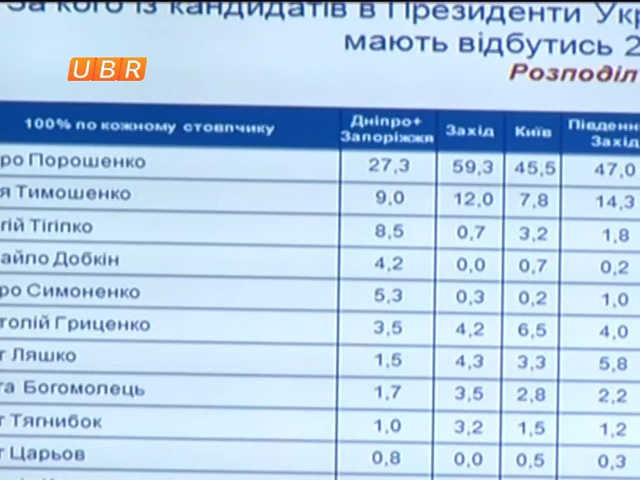 За кого із кандидатів в Президенти Укр
мають відбутись 2
Розподіл
UBR
100% по кожному стовпчику Дніпро+ Запоріжжя Захід Київ Південн Захід
ро Порошенко 27,3 59,3 45,5 47,0
я Тимошенко 9,0 12,0 7,8 14,3
гій Тігіпко 8,5 0,7 3,2 1,8
айло Добкін 4,2 0,0 0,7 0,2
ро Симоненко 5,3 0,3 0,2 1,0
толій Гриценко 3,5 4,2 6,5 4,0
г Ляшко 1,5 4,3 3,3 5,8
га Богомолець 1,7 3,5 2,8 2,2
г Тягнибок 1,0 3,2 1,5 1,2
г Царьов 0,8 0,0 0,5 0,3